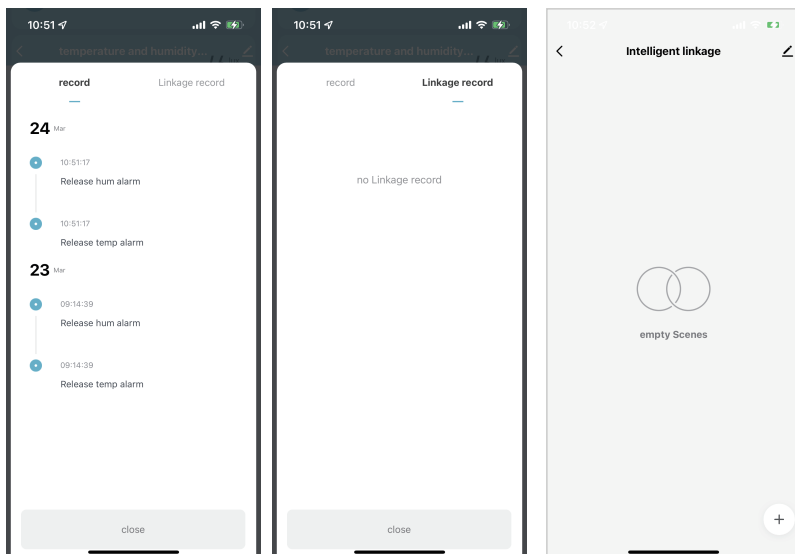 10:51
temperature and humidity...
record Linkage record
24 Mar
10:51:17
Release hum alarm
10:51:17
Release temp alarm
23 Mar
09:14:39
Release hum alarm
09:14:39
Release temp alarm
close
10:51
temperature and humidity...
record Linkage record
no Linkage record
close
10:52
Intelligent linkage
empty Scenes